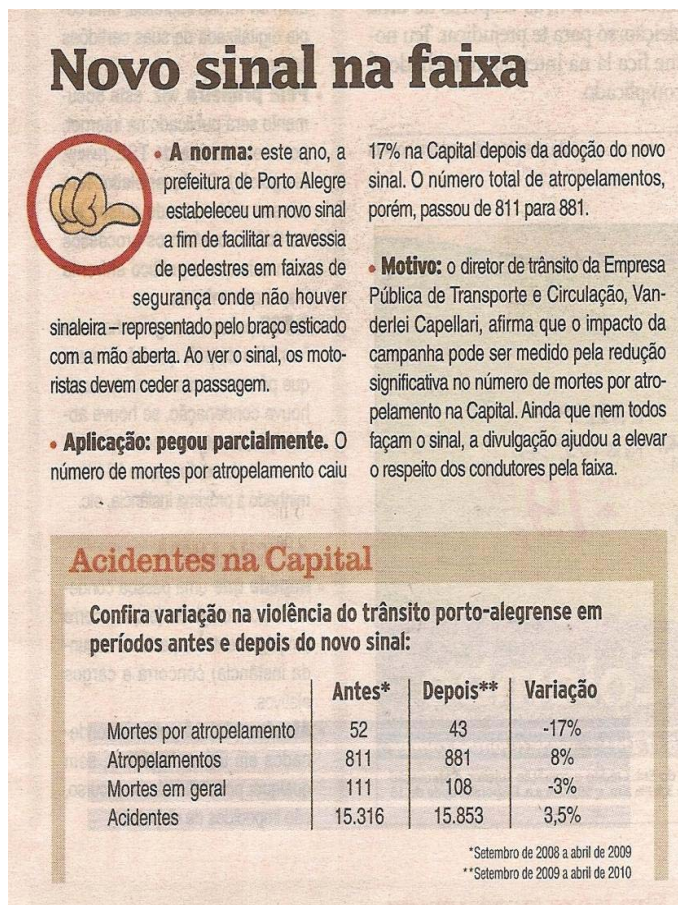 Novo sinal na faixa
• A norma: este ano, a
prefeitura de Porto Alegre
estabeleceu um novo sinal
a fim de facilitar a travessia
de pedestres em faixas de
segurança onde não houver
sinaleira – representado pelo braço esticado
com a mão aberta. Ao ver o sinal, os moto-
ristas devem ceder a passagem.
• Aplicação: pegou parcialmente. O
número de mortes por atropelamento caiu
17% na Capital depois da adoção do novo
sinal. O número total de atropelamentos,
porém, passou de 811 para 881.
• Motivo: o diretor de trânsito da Empresa
Pública de Transporte e Circulação, Van-
derlei Capellari, afirma que o impacto da
campanha pode ser medido pela redução
significativa no número de mortes por atro-
pelamento na Capital. Ainda que nem todos
façam o sinal, a divulgação ajudou a elevar
o respeito dos condutores pela faixa.
Acidentes na Capital
Confira variação na violência do trânsito porto-alegrense em
períodos antes e depois do novo sinal:
Antes* Depois** Variação
Mortes por atropelamento 52 43 -17%
Atropelamentos 811 881 8%
Mortes em geral 111 108 -3%
Acidentes 15.316 15.853 3,5%
*Setembro de 2008 a abril de 2009
**Setembro de 2009 a abril de 2010